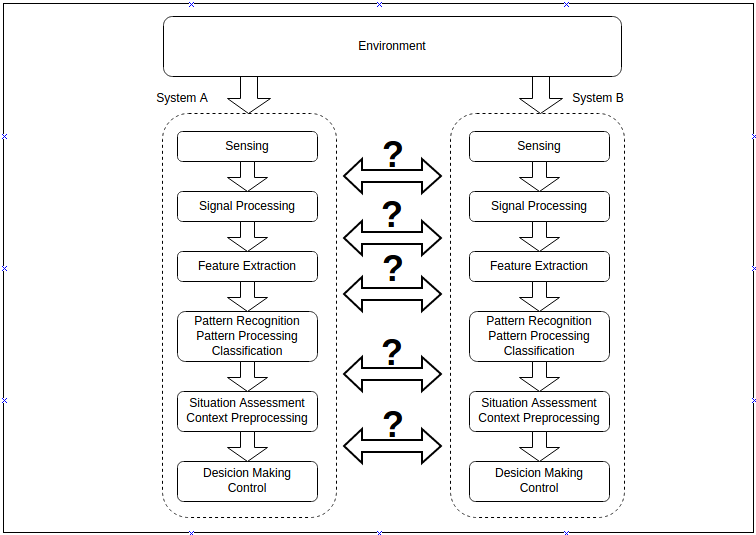 Environment
System A
System B
Sensing
?
Sensing
Signal Processing
?
Signal Processing
Feature Extraction
?
Feature Extraction
Pattern Recognition
Pattern Processing
Classification
?
Pattern Recognition
Pattern Processing
Classification
Situation Assessment
Context Preprocessing
?
Situation Assessment
Context Preprocessing
Desicion Making
Control
Desicion Making
Control